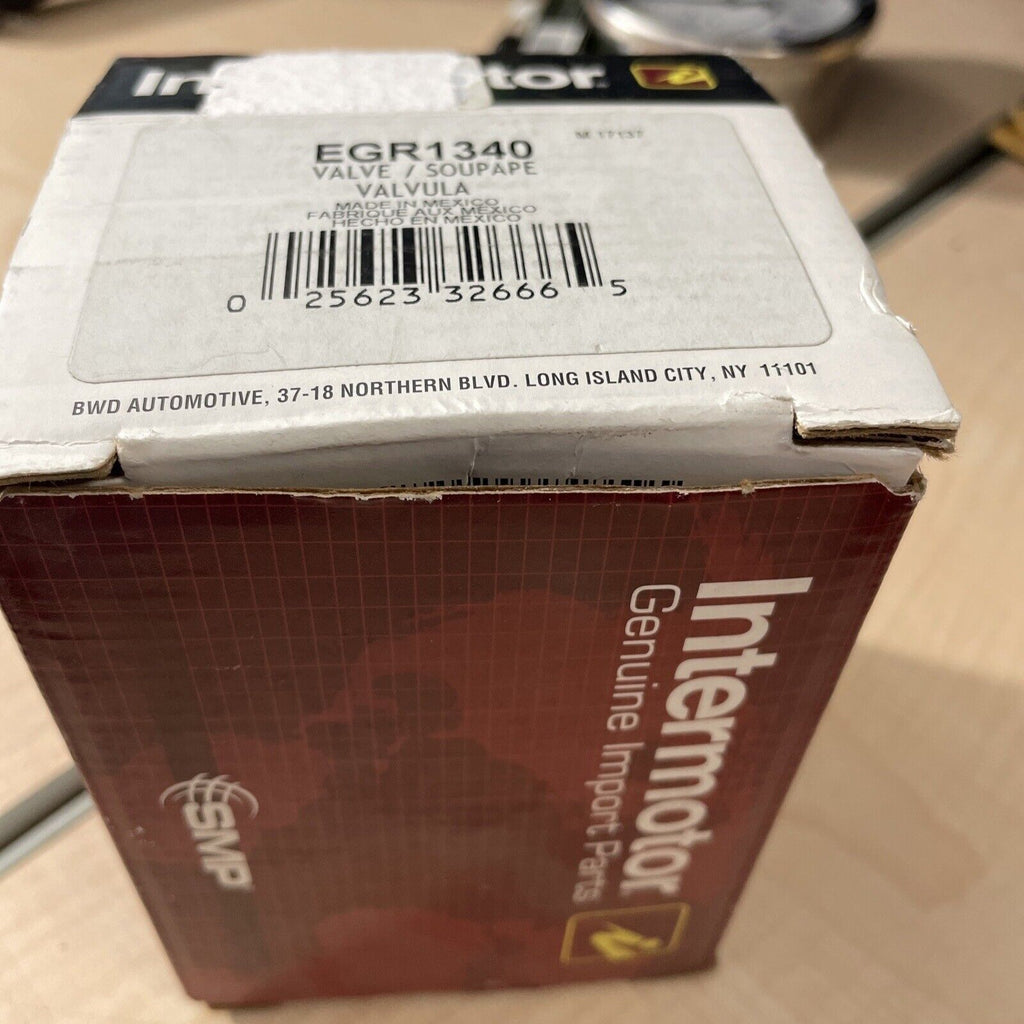 EGR1340
VALVE / SOUPAPE
VALVULA
MADE IN MEXICO
FABRIQUE AUX MEXICO
HECHO EN MEXICO
0 25623 32666 5
BWD AUTOMOTIVE, 37-18 NORTHERN BLVD. LONG ISLAND CITY, NY 11101
Intermotor
Genuine Import Parts
SMP